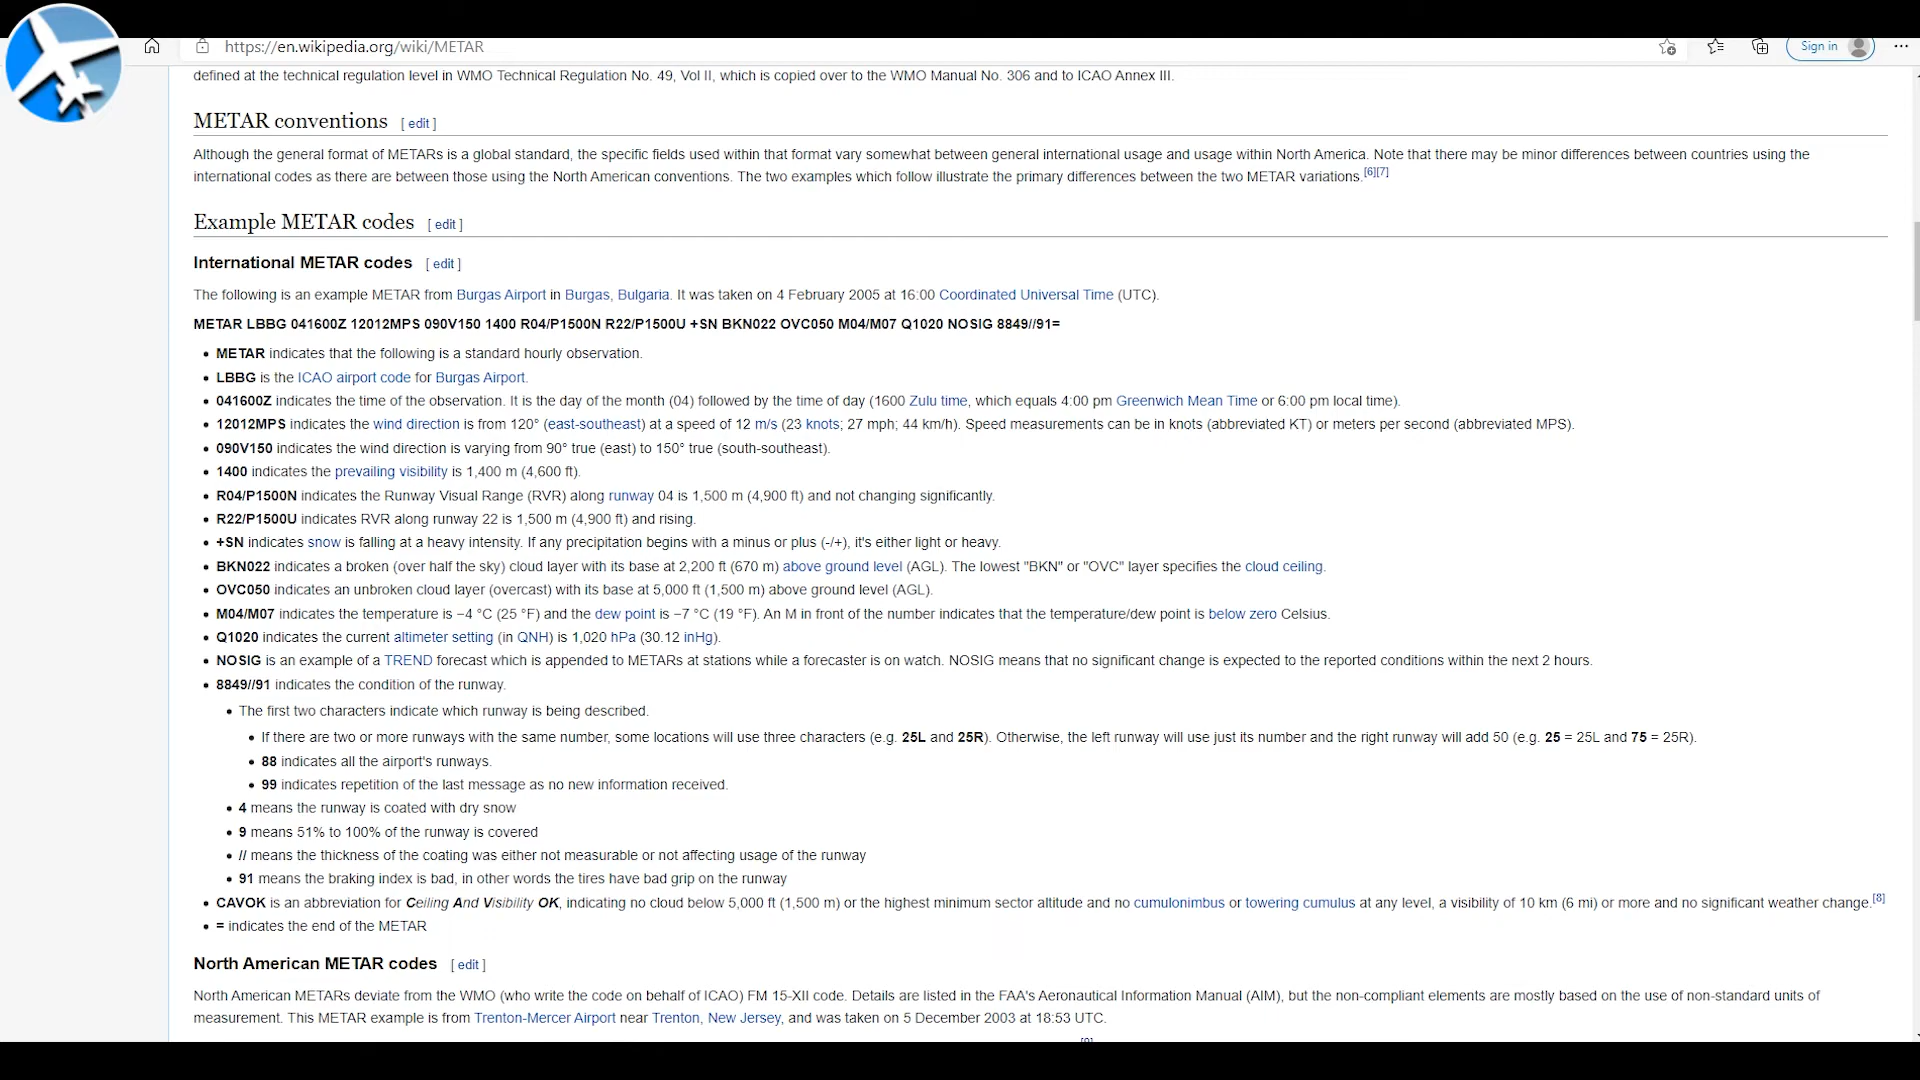 https://en.wikipedia.org/wiki/METAR
Sign in
defined at the technical regulation level in WMO Technical Regulation No. 49, Vol II, which is copied over to the WMO Manual No. 306 and to ICAO Annex III.
METAR conventions [ edit ]
Although the general format of METARs is a global standard, the specific fields used within that format vary somewhat between general international usage and usage within North America. Note that there may be minor differences between countries using the
international codes as there are between those using the North American conventions. The two examples which follow illustrate the primary differences between the two METAR variations.[6][7]
Example METAR codes [ edit ]
International METAR codes [ edit ]
The following is an example METAR from Burgas Airport in Burgas, Bulgaria. It was taken on 4 February 2005 at 16:00 Coordinated Universal Time (UTC).
METAR LBBG 041600Z 12012MPS 090V150 1400 R04/P1500N R22/P1500U +SN BKN022 OVC050 M04/M07 Q1020 NOSIG 8849//91=
• METAR indicates that the following is a standard hourly observation.
• LBBG is the ICAO airport code for Burgas Airport.
• 041600Z indicates the time of the observation. It is the day of the month (04) followed by the time of day (1600 Zulu time, which equals 4:00 pm Greenwich Mean Time or 6:00 pm local time).
• 12012MPS indicates the wind direction is from 120° (east-southeast) at a speed of 12 m/s (23 knots; 27 mph; 44 km/h). Speed measurements can be in knots (abbreviated KT) or meters per second (abbreviated MPS).
• 090V150 indicates the wind direction is varying from 90° true (east) to 150° true (south-southeast).
• 1400 indicates the prevailing visibility is 1,400 m (4,600 ft).
• R04/P1500N indicates the Runway Visual Range (RVR) along runway 04 is 1,500 m (4,900 ft) and not changing significantly.
• R22/P1500U indicates RVR along runway 22 is 1,500 m (4,900 ft) and rising.
• +SN indicates snow is falling at a heavy intensity. If any precipitation begins with a minus or plus (-/+), it's either light or heavy.
• BKN022 indicates a broken (over half the sky) cloud layer with its base at 2,200 ft (670 m) above ground level (AGL). The lowest "BKN" or "OVC" layer specifies the cloud ceiling.
• OVC050 indicates an unbroken cloud layer (overcast) with its base at 5,000 ft (1,500 m) above ground level (AGL).
• M04/M07 indicates the temperature is −4 °C (25 °F) and the dew point is −7 °C (19 °F). An M in front of the number indicates that the temperature/dew point is below zero Celsius.
• Q1020 indicates the current altimeter setting (in QNH) is 1,020 hPa (30.12 inHg).
• NOSIG is an example of a TREND forecast which is appended to METARs at stations while a forecaster is on watch. NOSIG means that no significant change is expected to the reported conditions within the next 2 hours.
• 8849//91 indicates the condition of the runway.
• The first two characters indicate which runway is being described.
• If there are two or more runways with the same number, some locations will use three characters (e.g. 25L and 25R). Otherwise, the left runway will use just its number and the right runway will add 50 (e.g. 25 = 25L and 75 = 25R).
• 88 indicates all the airport's runways.
• 99 indicates repetition of the last message as no new information received.
• 4 means the runway is coated with dry snow
• 9 means 51% to 100% of the runway is covered
• // means the thickness of the coating was either not measurable or not affecting usage of the runway
• 91 means the braking index is bad, in other words the tires have bad grip on the runway
• CAVOK is an abbreviation for Ceiling And Visibility OK, indicating no cloud below 5,000 ft (1,500 m) or the highest minimum sector altitude and no cumulonimbus or towering cumulus at any level, a visibility of 10 km (6 mi) or more and no significant weather change.[8]
• = indicates the end of the METAR
North American METAR codes [ edit ]
North American METARs deviate from the WMO (who write the code on behalf of ICAO) FM 15-XII code. Details are listed in the FAA's Aeronautical Information Manual (AIM), but the non-compliant elements are mostly based on the use of non-standard units of
measurement. This METAR example is from Trenton-Mercer Airport near Trenton, New Jersey, and was taken on 5 December 2003 at 18:53 UTC.